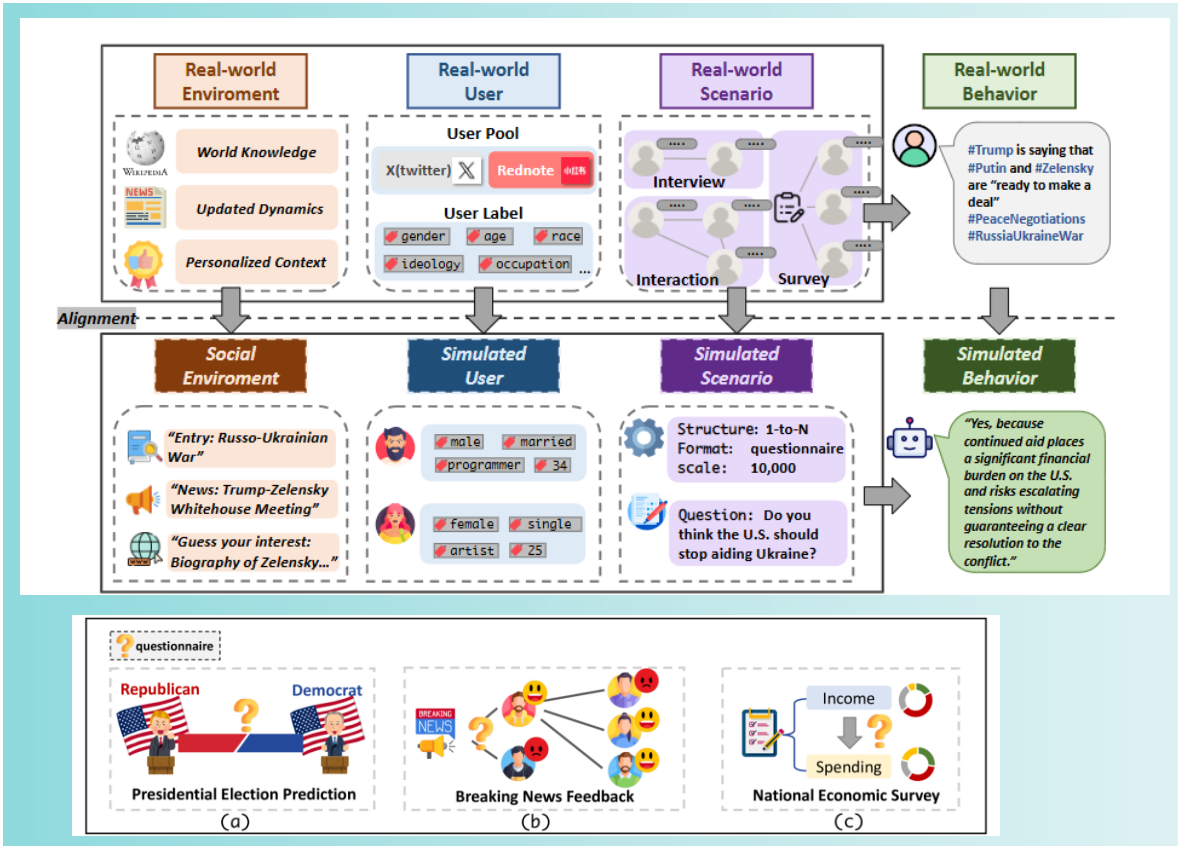 Real-world
Enviroment
Real-world
User
Real-world
Scenario
Real-world
Behavior
WIKIPEDIA
World Knowledge
NEWS
Updated Dynamics
Personalized Context
User Pool
X(twitter)
Rednote
小红书
User Label
gender
age
race
ideology
occupation
...
Interview
Interaction
Survey
#Trump is saying that
#Putin and #Zelensky
are “ready to make a
deal”
#PeaceNegotiations
#RussiaUkraineWar
Alignment
Social
Enviroment
Simulated
User
Simulated
Scenario
Simulated
Behavior
“Entry: Russo-Ukrainian
War”
“News: Trump-Zelensky
Whitehouse Meeting”
WWW
“Guess your interest:
Biography of Zelensky...”
male
married
programmer
34
female
single
artist
25
Structure: 1-to-N
Format: questionnaire
scale: 10,000
Question: Do you
think the U.S. should
stop aiding Ukraine?
“Yes, because
continued aid places
a significant financial
burden on the U.S.
and risks escalating
tensions without
guaranteeing a clear
resolution to the
conflict.”
? questionnaire
Republican
Democrat
?
Presidential Election Prediction
(a)
BREAKING
NEWS
?
Breaking News Feedback
(b)
Income
?
Spending
National Economic Survey
(c)